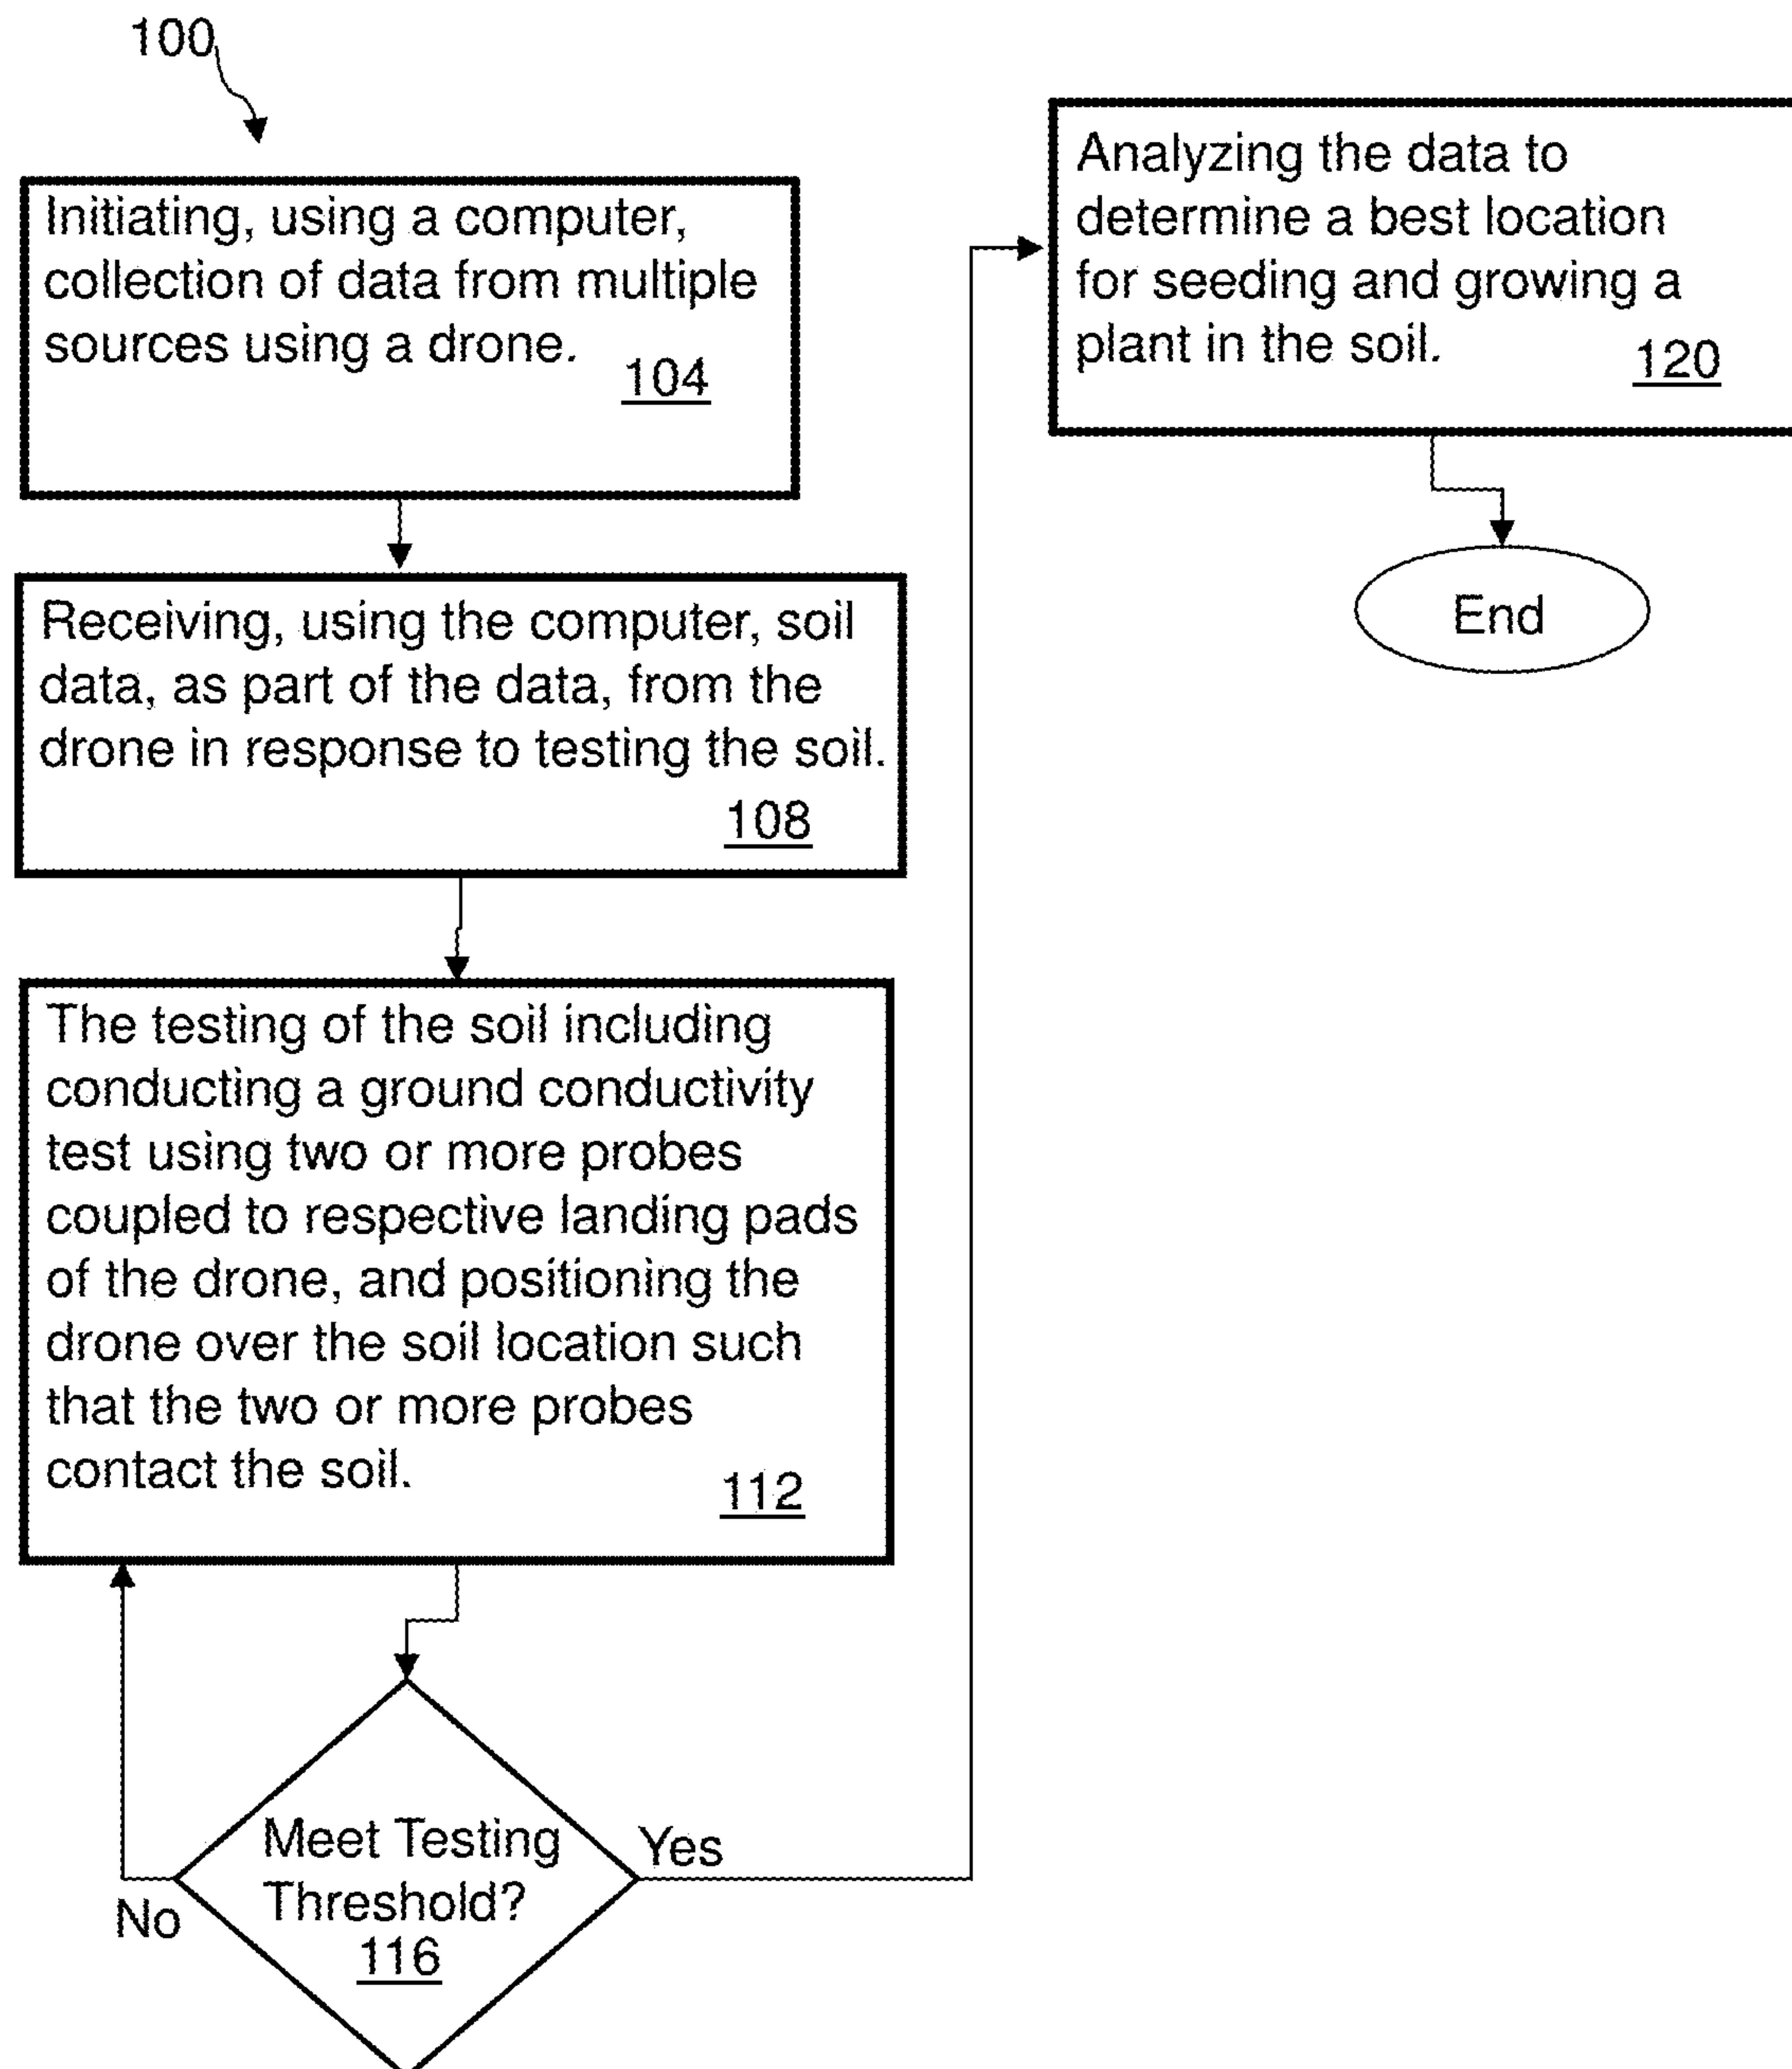 100
Initiating, using a computer,
collection of data from multiple
sources using a drone.
104
Receiving, using the computer, soil
data, as part of the data, from the
drone in response to testing the soil.
108
The testing of the soil including
conducting a ground conductivity
test using two or more probes
coupled to respective landing pads
of the drone, and positioning the
drone over the soil location such
that the two or more probes
contact the soil.
112
Meet Testing
Threshold?
116
No
Yes
Analyzing the data to
determine a best location
for seeding and growing a
plant in the soil.
120
End